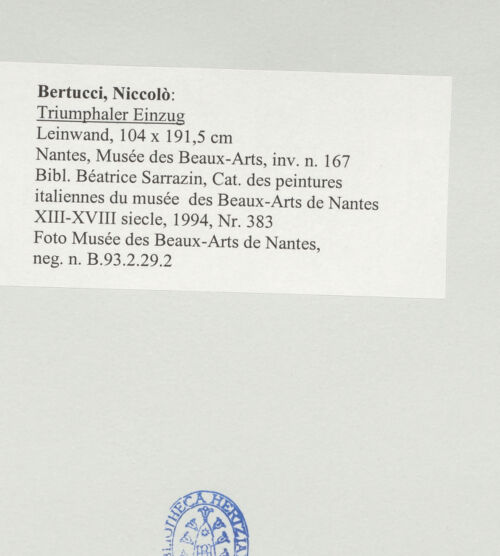 Bertucci, Niccolò:
Triumphaler Einzug
Leinwand, 104 x 191,5 cm
Nantes, Musée des Beaux-Arts, inv. n. 167
Bibl. Béatrice Sarrazin, Cat. des peintures
italiennes du musée  des Beaux-Arts de Nantes
XIII-XVIII siecle, 1994, Nr. 383
Foto Musée des Beaux-Arts de Nantes,
neg. n. B.93.2.29.2
BIBLIOTHECA HERTZIANA